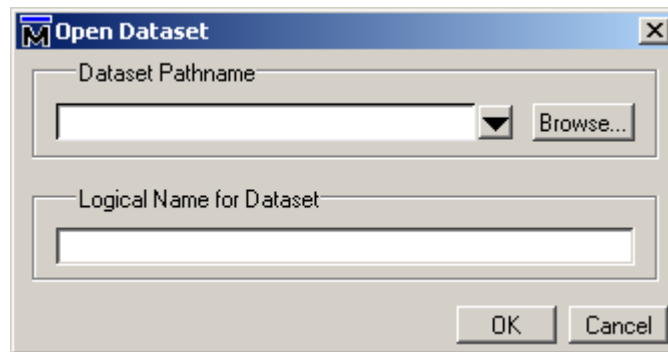 Open Dataset
Dataset Pathname
Browse...
Logical Name for Dataset
OK Cancel